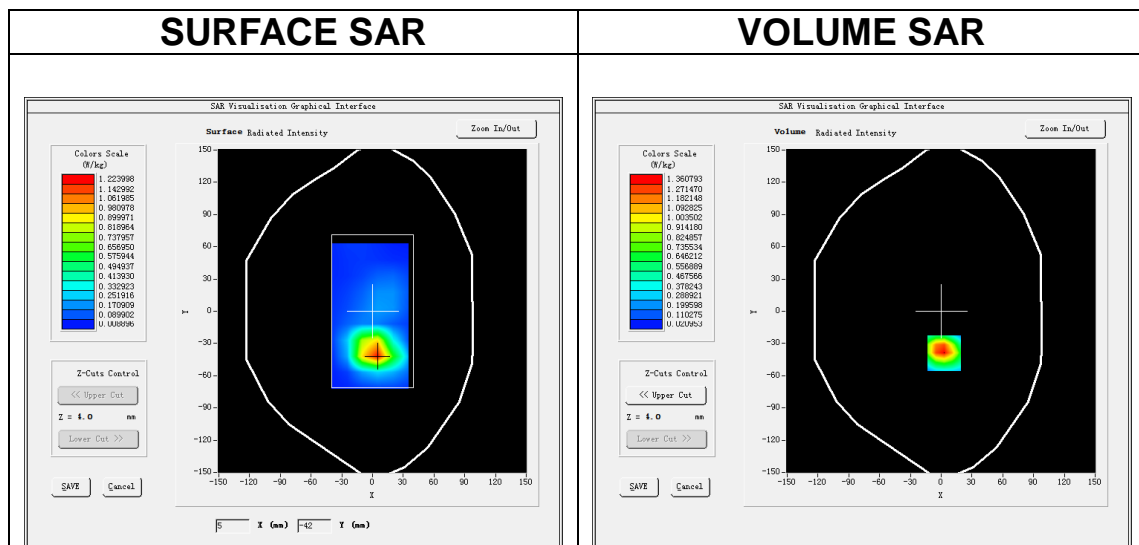 SURFACE SAR
VOLUME SAR
SAR Visualisation Graphical Interface
Surface Radiated Intensity
Zoom In/Out
Colors Scale
(W/kg)
1.223998
1.142992
1.061985
0.980978
0.899971
0.818964
0.737957
0.656950
0.575944
0.494937
0.413930
0.332923
0.251916
0.170909
0.089902
0.008896
Z-Cuts Control
<< Upper Cut
Z = 4.0 mm
Lower Cut >>
SAVE Cancel
150
120
90
60
30
0
-30
-60
-90
-120
-150
Y
-150 -120 -90 -60 -30 0 30 60 90 120 150
X
5 X (mm) -42 Y (mm)
SAR Visualisation Graphical Interface
Volume Radiated Intensity
Zoom In/Out
Colors Scale
(W/kg)
1.360793
1.271470
1.182148
1.092825
1.003502
0.914180
0.824857
0.735534
0.646212
0.556889
0.467566
0.378243
0.288921
0.199598
0.110275
0.020953
Z-Cuts Control
<< Upper Cut
Z = 4.0 mm
Lower Cut >>
SAVE Cancel
150
120
90
60
30
0
-30
-60
-90
-120
-150
Y
-150 -120 -90 -60 -30 0 30 60 90 120 150
X